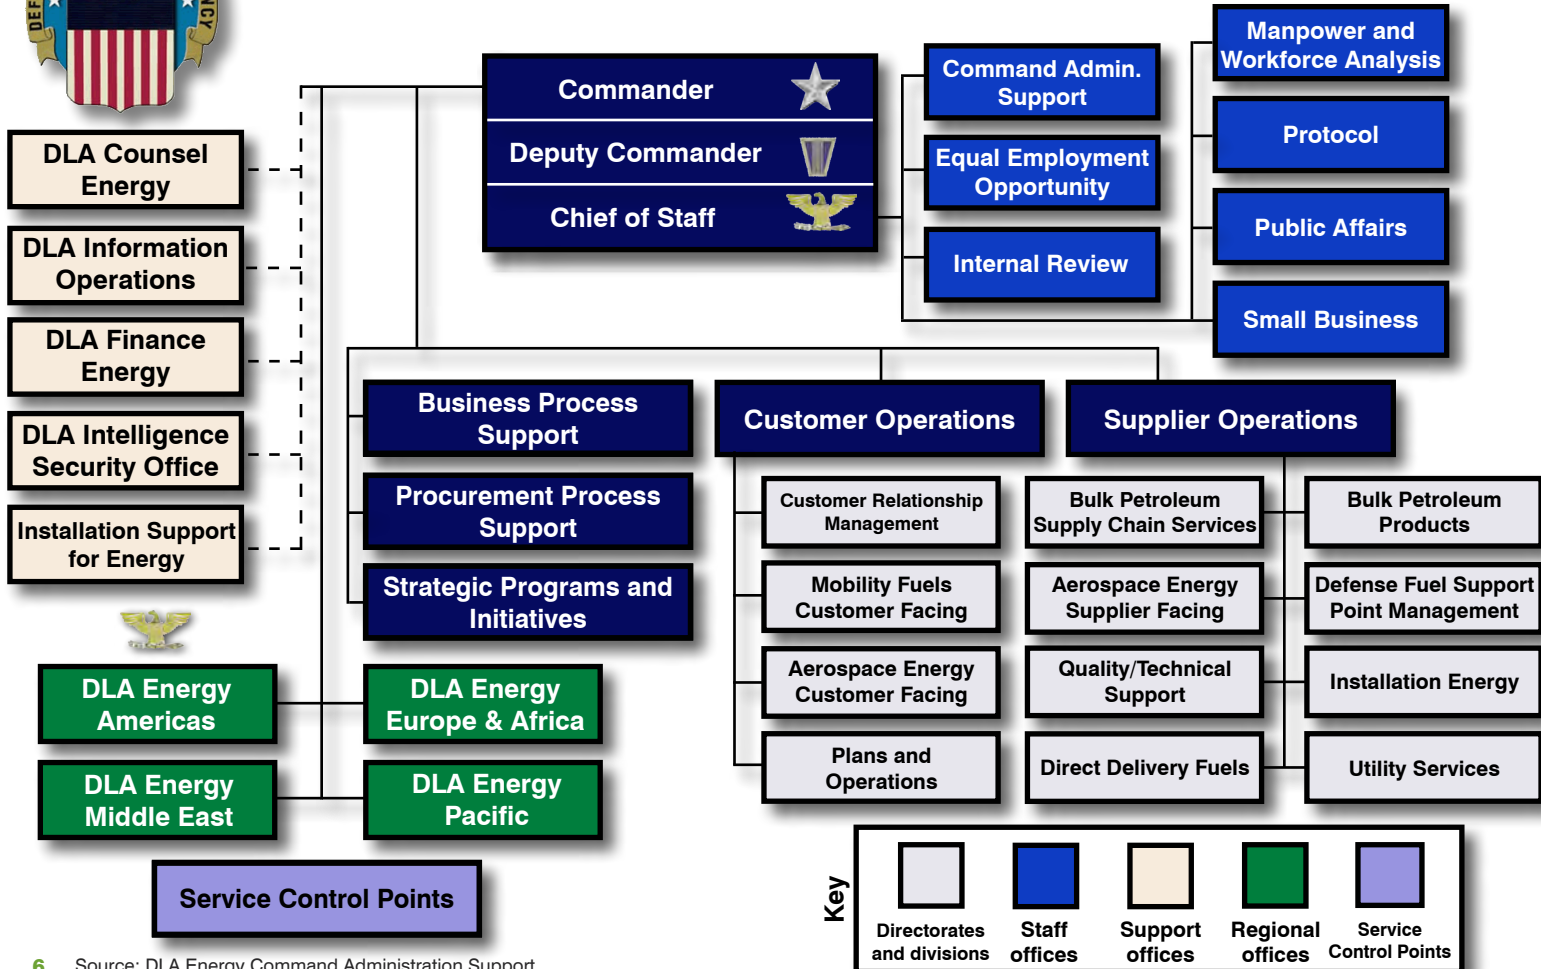 DEF
NCY
Commander
Deputy Commander
Chief of Staff
Command Admin.
Support
Equal Employment
Opportunity
Internal Review
Manpower and
Workforce Analysis
Protocol
Public Affairs
Small Business
DLA Counsel
Energy
DLA Information
Operations
DLA Finance
Energy
DLA Intelligence
Security Office
Installation Support
for Energy
Business Process
Support
Procurement Process
Support
Strategic Programs and
Initiatives
Customer Operations
Customer Relationship
Management
Mobility Fuels
Customer Facing
Aerospace Energy
Customer Facing
Plans and
Operations
Supplier Operations
Bulk Petroleum
Supply Chain Services
Aerospace Energy
Supplier Facing
Quality/Technical
Support
Direct Delivery Fuels
Bulk Petroleum
Products
Defense Fuel Support
Point Management
Installation Energy
Utility Services
DLA Energy
Americas
DLA Energy
Europe & Africa
DLA Energy
Middle East
DLA Energy
Pacific
Service Control Points
Key
Directorates
and divisions
Staff
offices
Support
offices
Regional
offices
Service
Control Points
6 Source: DLA Energy Command Administration Support